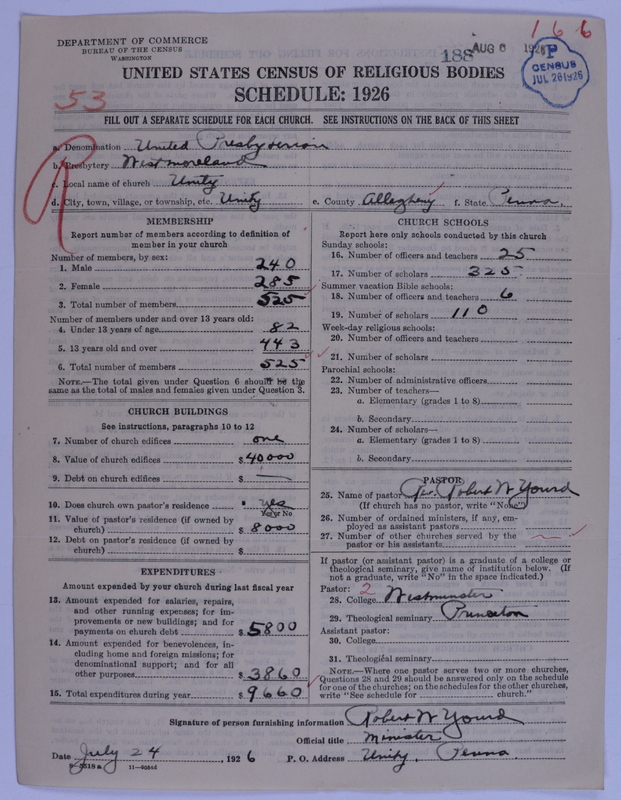 166
DEPARTMENT OF COMMERCE
BUREAU OF THE CENSUS
WASHINGTON
188 AUG 6 1926
P
CENSUS
JUL 26 1926
UNITED STATES CENSUS OF RELIGIOUS BODIES
SCHEDULE: 1926
53
FILL OUT A SEPARATE SCHEDULE FOR EACH CHURCH. SEE INSTRUCTIONS ON THE BACK OF THIS SHEET
R
a. Denomination United Presbyterian
b. Presbytery Westmoreland
c. Local name of church Unity
d. City, town, village, or township, etc. Unity e. County Allegheny f. State Penna.
MEMBERSHIP
Report number of members according to definition of
member in your church
Number of members, by sex:
1. Male 240
2. Female 285
3. Total number of members 525
Number of members under and over 13 years old:
4. Under 13 years of age 82
5. 13 years old and over 443
6. Total number of members 525
NOTE.—The total given under Question 6 should be the
same as the total of males and females given under Question 3.
CHURCH BUILDINGS
See instructions, paragraphs 10 to 12
7. Number of church edifices one
8. Value of church edifices $40000
9. Debt on church edifices $ —
10. Does church own pastor's residence yes
Yes or No
11. Value of pastor's residence (if owned by
church) $8000
12. Debt on pastor's residence (if owned by
church) $
EXPENDITURES
Amount expended by your church during last fiscal year
13. Amount expended for salaries, repairs,
and other running expenses; for im-
provements or new buildings; and for
payments on church debt $5800
14. Amount expended for benevolences, in-
cluding home and foreign missions; for
denominational support; and for all
other purposes $3860
15. Total expenditures during year $9660
CHURCH SCHOOLS
Report here only schools conducted by this church
Sunday schools:
16. Number of officers and teachers 25
17. Number of scholars 325
Summer vacation Bible schools:
18. Number of officers and teachers 6
19. Number of scholars 110
Week-day religious schools:
20. Number of officers and teachers
21. Number of scholars
Parochial schools:
22. Number of administrative officers
23. Number of teachers—
a. Elementary (grades 1 to 8)
b. Secondary
24. Number of scholars—
a. Elementary (grades 1 to 8)
b. Secondary
PASTOR
25. Name of pastor Rev. Robert W Yourd
(If church has no pastor, write "None")
26. Number of ordained ministers, if any, em-
ployed as assistant pastors
27. Number of other churches served by the
pastor or his assistants
If pastor (or assistant pastor) is a graduate of a college or
theological seminary, give name of institution below. (If
not a graduate, write "No" in the space indicated.)
Pastor: 2
28. College Westminster
29. Theological seminary Princeton
Assistant pastor:
30. College
31. Theological seminary
NOTE.—Where one pastor serves two or more churches,
Questions 28 and 29 should be answered only on the schedule
for one of the churches; on the schedules for the other churches,
write "See schedule for church."
Signature of person furnishing information Robert W Yourd
Official title Minister
Date July 24, 1926 P. O. Address Unity, Penna.